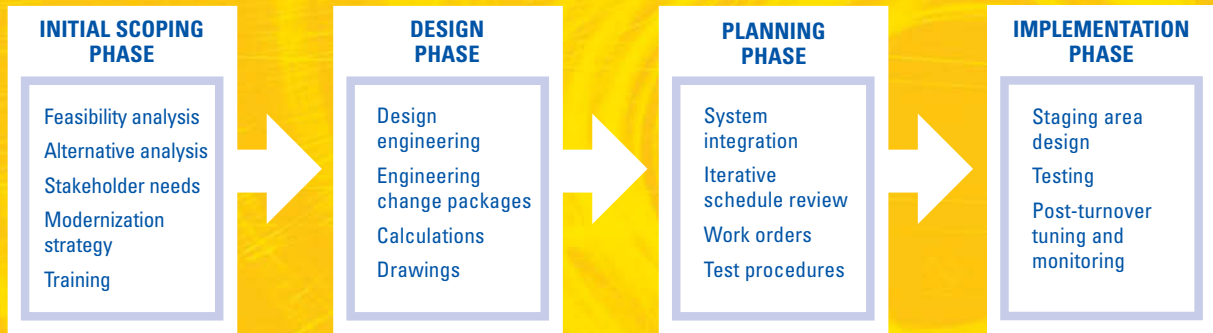 INITIAL SCOPING
PHASE
Feasibility analysis
Alternative analysis
Stakeholder needs
Modernization
strategy
Training
DESIGN
PHASE
Design
engineering
Engineering
change packages
Calculations
Drawings
PLANNING
PHASE
System
integration
Iterative
schedule review
Work orders
Test procedures
IMPLEMENTATION
PHASE
Staging area
design
Testing
Post-turnover
tuning and
monitoring